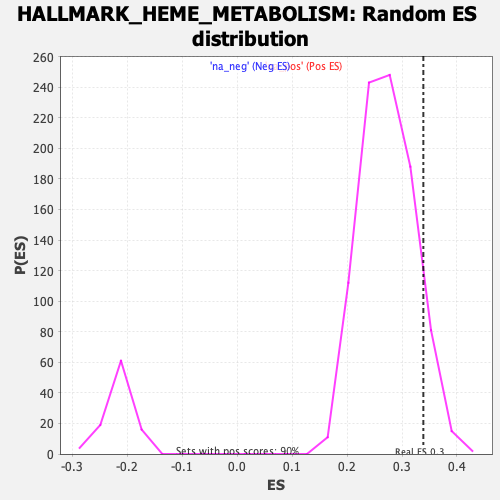 HALLMARK_HEME_METABOLISM: Random ES
distribution
'na_neg' (Neg ES)os' (Pos ES)
260
240
220
200
180
160
140
120
100
80
60
40
20
0
P(ES)
Sets with pos scores: 90%
Real ES 0.3
-0.3 -0.2 -0.1 0.0 0.1 0.2 0.3 0.4
ES